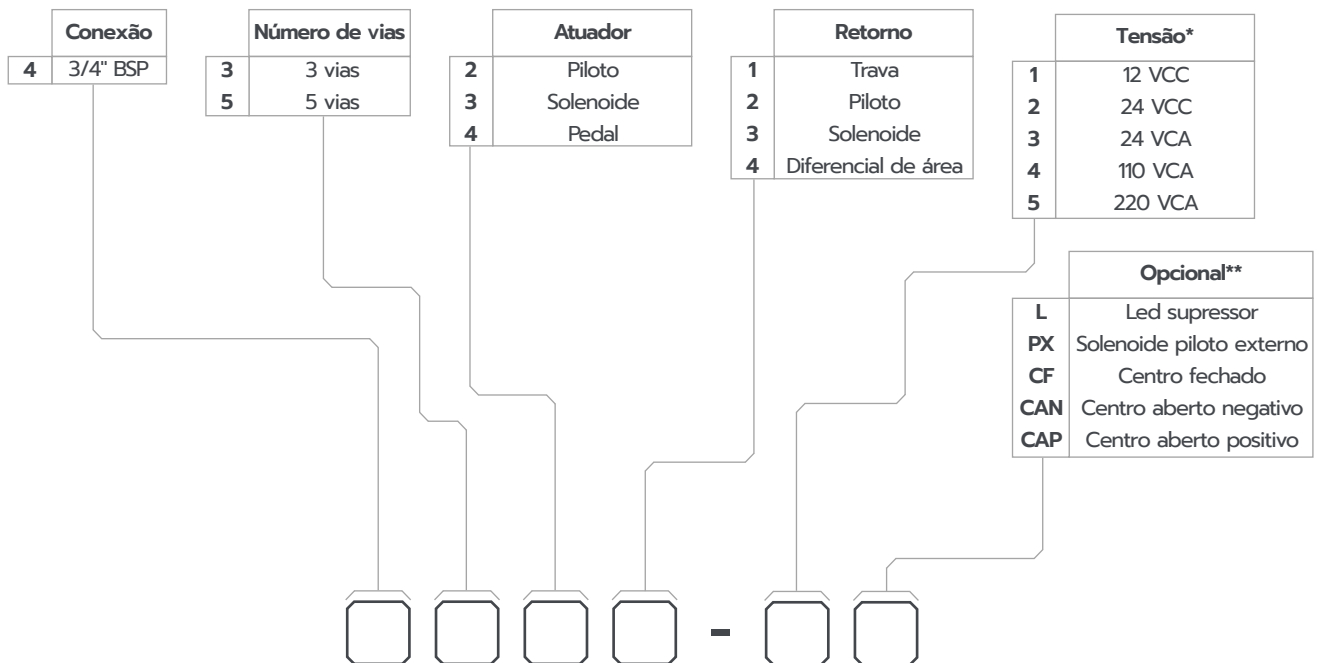 Conexão
4 3/4" BSP
Número de vias
3 3 vias
5 5 vias
Atuador
2 Piloto
3 Solenoide
4 Pedal
Retorno
1 Trava
2 Piloto
3 Solenoide
4 Diferencial de área
Tensão*
1 12 VCC
2 24 VCC
3 24 VCA
4 110 VCA
5 220 VCA
Opcional**
L Led supressor
PX Solenoide piloto externo
CF Centro fechado
CAN Centro aberto negativo
CAP Centro aberto positivo
-